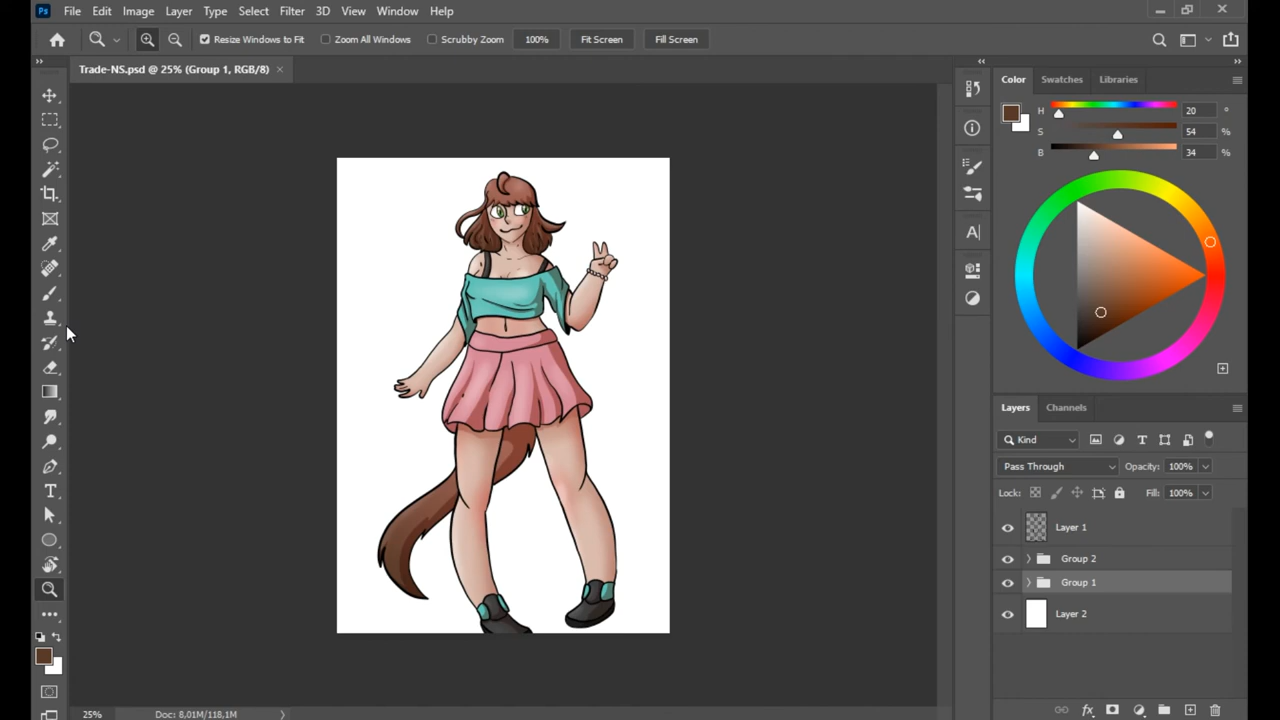 Ps File Edit Image Layer Type Select Filter 3D View Window Help
Resize Windows to Fit Zoom All Windows Scrubby Zoom 100% Fit Screen Fill Screen
Trade-NS.psd @ 25% (Group 1, RGB/8) ×
Color Swatches Libraries
H 20 °
S 54 %
B 34 %
A
T
Layers Channels
Kind T
Pass Through Opacity: 100%
Lock: Fill: 100%
Layer 1
Group 2
Group 1
Layer 2
fx
25% Doc: 8,01M/118,1M